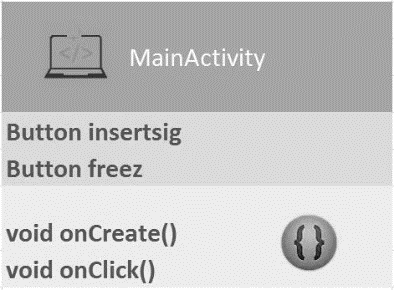 </>
MainActivity
Button insertsig
Button freez
void onCreate()
void onClick()
{}